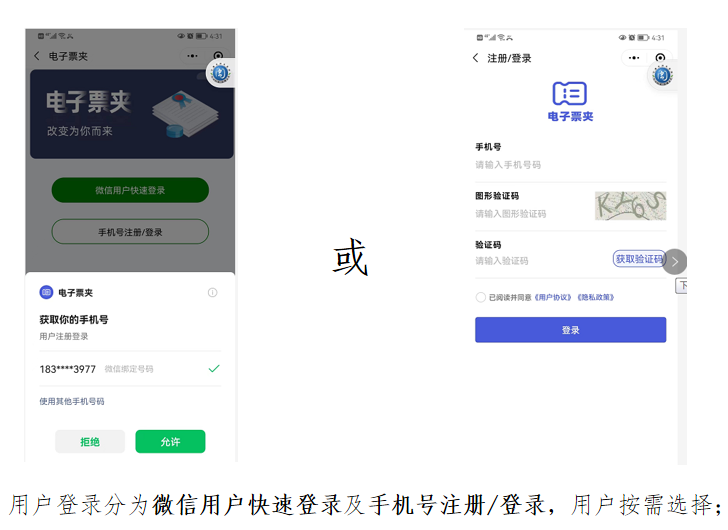 4:31
电子票夹
电子票夹
改变为你而来
微信用户快速登录
手机号注册/登录
电子票夹
获取你的手机号
用户注册登录
183****3977 微信绑定号码
使用其他手机号码
拒绝 允许
或
4:31
注册/登录
电子票夹
手机号
请输入手机号码
图形验证码
请输入图形验证码 RY6S
验证码
请输入验证码 获取验证码
下
已阅读并同意《用户协议》《隐私政策》
登录
用户登录分为微信用户快速登录及手机号注册/登录，用户按需选择；